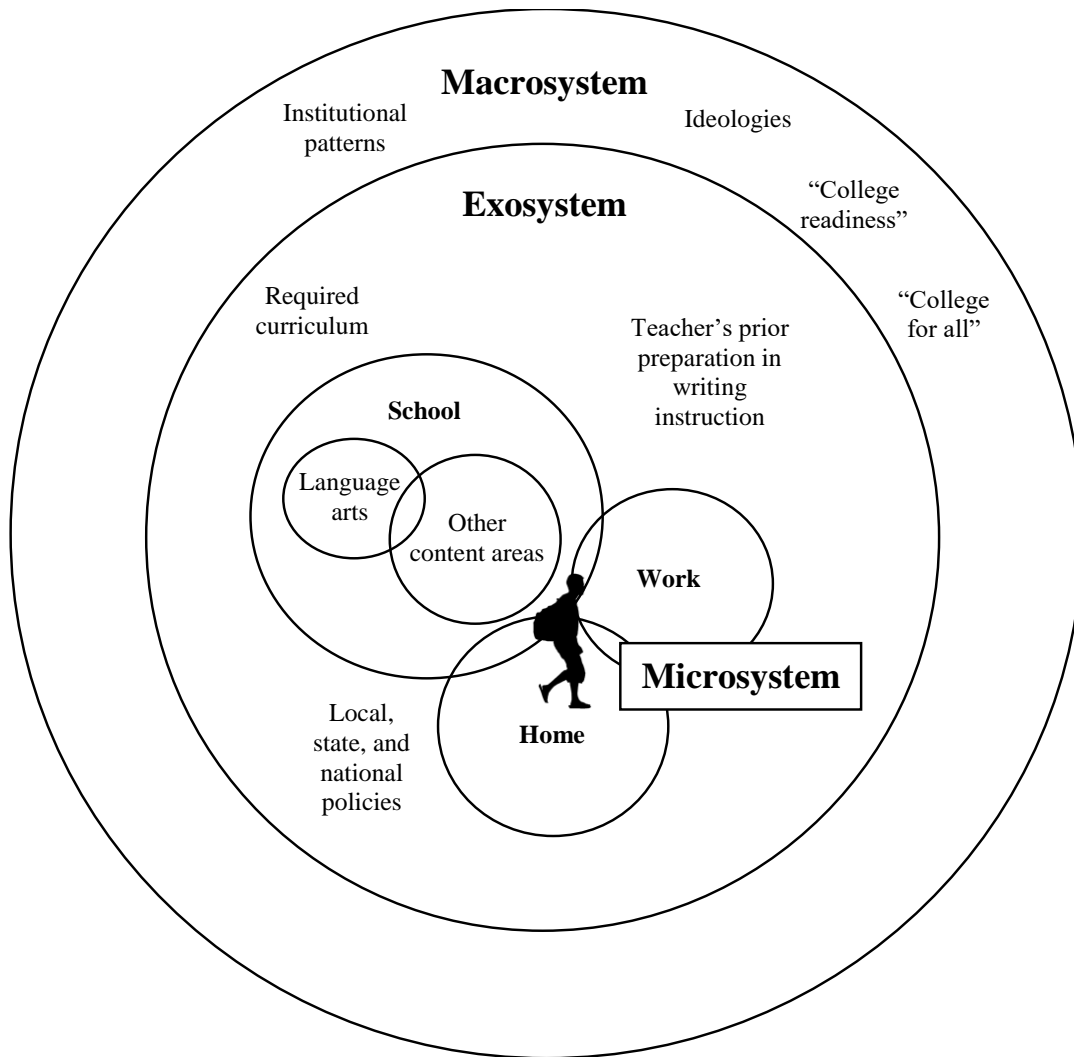 Macrosystem
Institutional
patterns
Ideologies
“College
readiness”
“College
for all”
Exosystem
Required
curriculum
Teacher’s prior
preparation in
writing
instruction
School
Language
arts
Other
content areas
Work
Microsystem
Home
Local,
state, and
national
policies